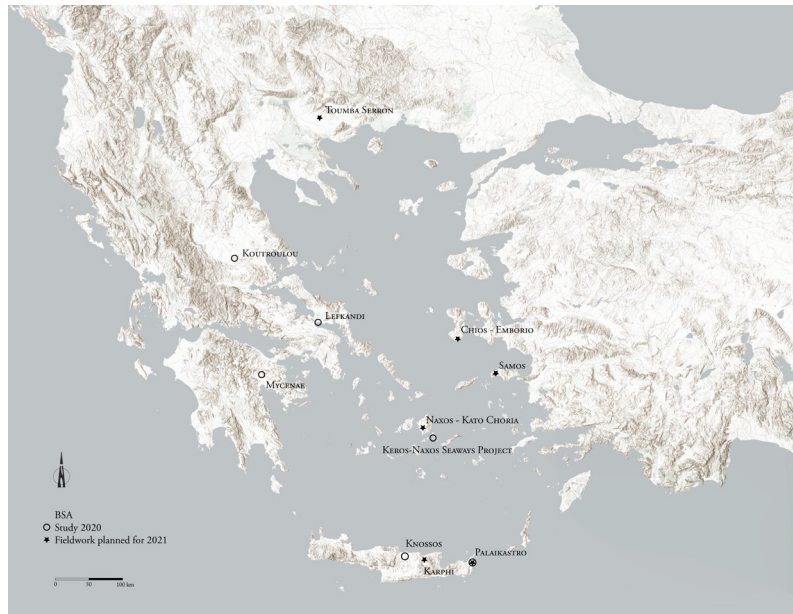 Toumba Serron
Koutroulou
Lefkandi
Chios - Emborio
Samos
Mycenae
Naxos - Kato Choria
Keros-Naxos Seaways Project
BSA
Study 2020
Fieldwork planned for 2021
Knossos
Palaikastro
Karphi
0 50 100 km